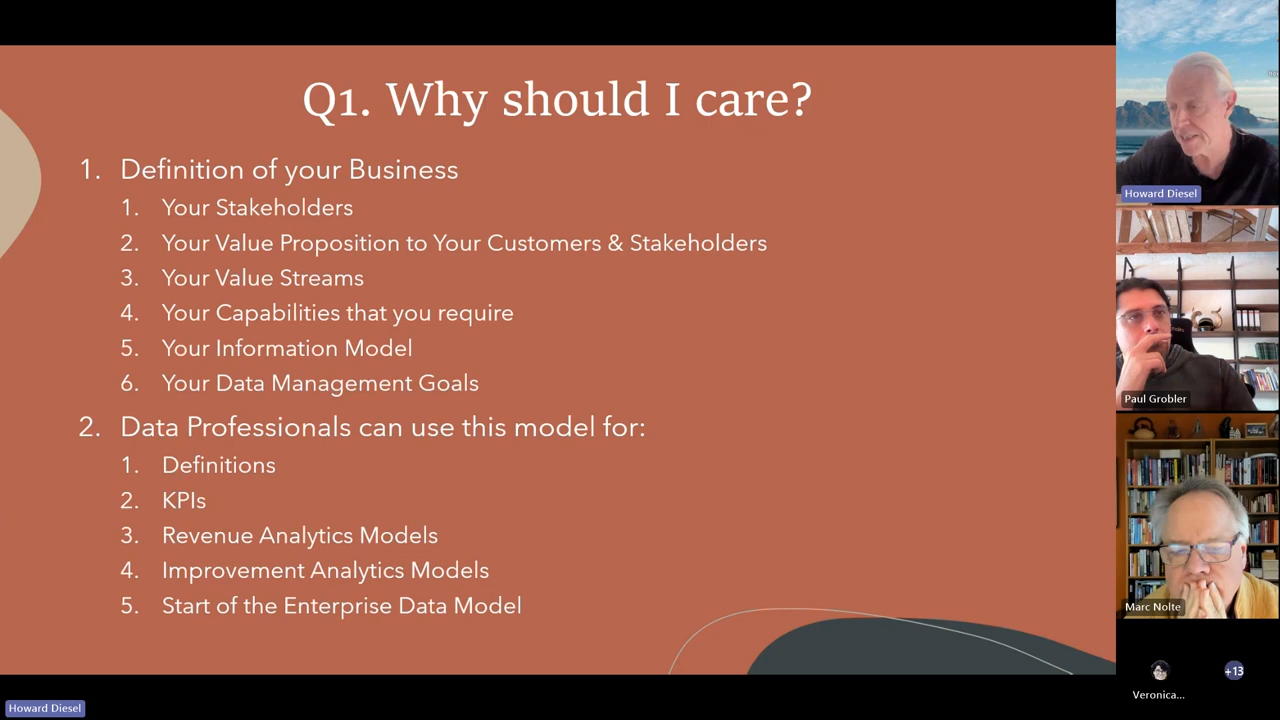 Q1. Why should I care?
1. Definition of your Business
1. Your Stakeholders
2. Your Value Proposition to Your Customers & Stakeholders
3. Your Value Streams
4. Your Capabilities that you require
5. Your Information Model
6. Your Data Management Goals
2. Data Professionals can use this model for:
1. Definitions
2. KPIs
3. Revenue Analytics Models
4. Improvement Analytics Models
5. Start of the Enterprise Data Model
Howard Diesel
Paul Grobler
Marc Nolte
Veronica...
+13
Howard Diesel